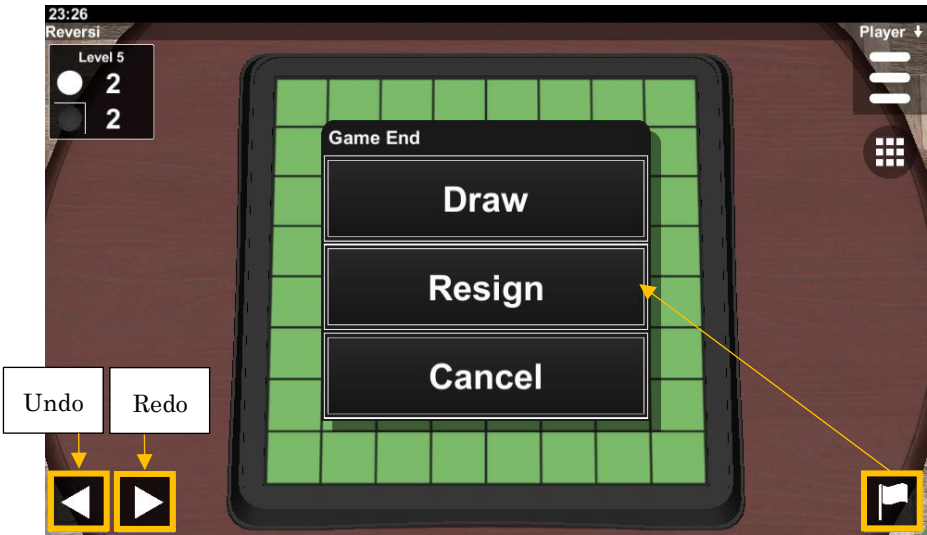 23:26
Reversi
Player
Level 5
2
2
Game End
Draw
Resign
Cancel
Undo
Redo